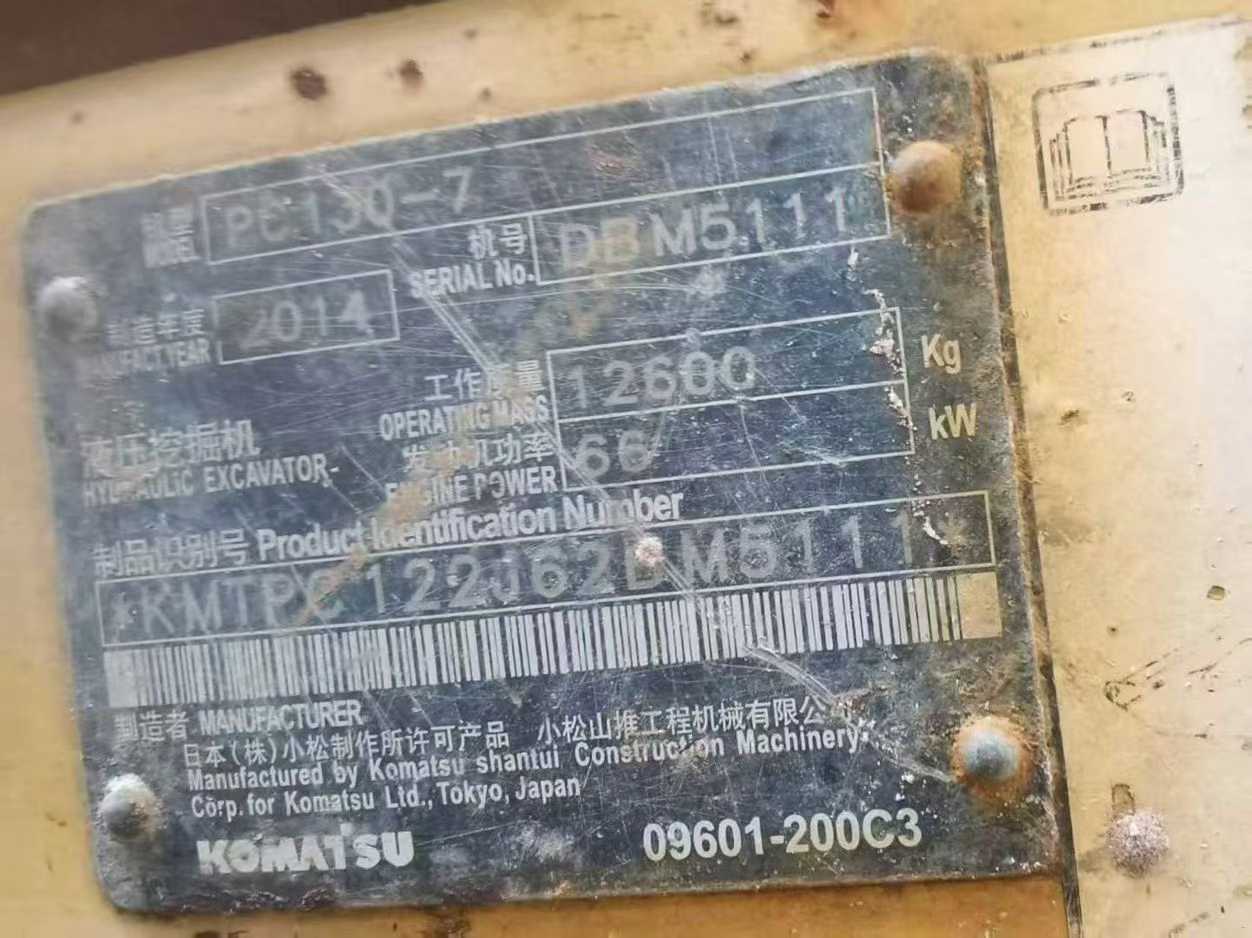 机型 MODEL PC130-7
机号 SERIAL No. DBM5111
制造年度 MANUFACT.YEAR 2014
工作质量 OPERATING MASS 12600 Kg
液压挖掘机 HYDRAULIC EXCAVATOR
发动机功率 ENGINE POWER 66 kW
制品识别号 Product Identification Number
*KMTPC122J62DM5111*
制造者 MANUFACTURER
日本(株)小松制作所许可产品 小松山推工程机械有限公
Manufactured by Komatsu shantui Construction Machinery
Corp. for Komatsu Ltd., Tokyo, Japan
KOMATSU 09601-200C3